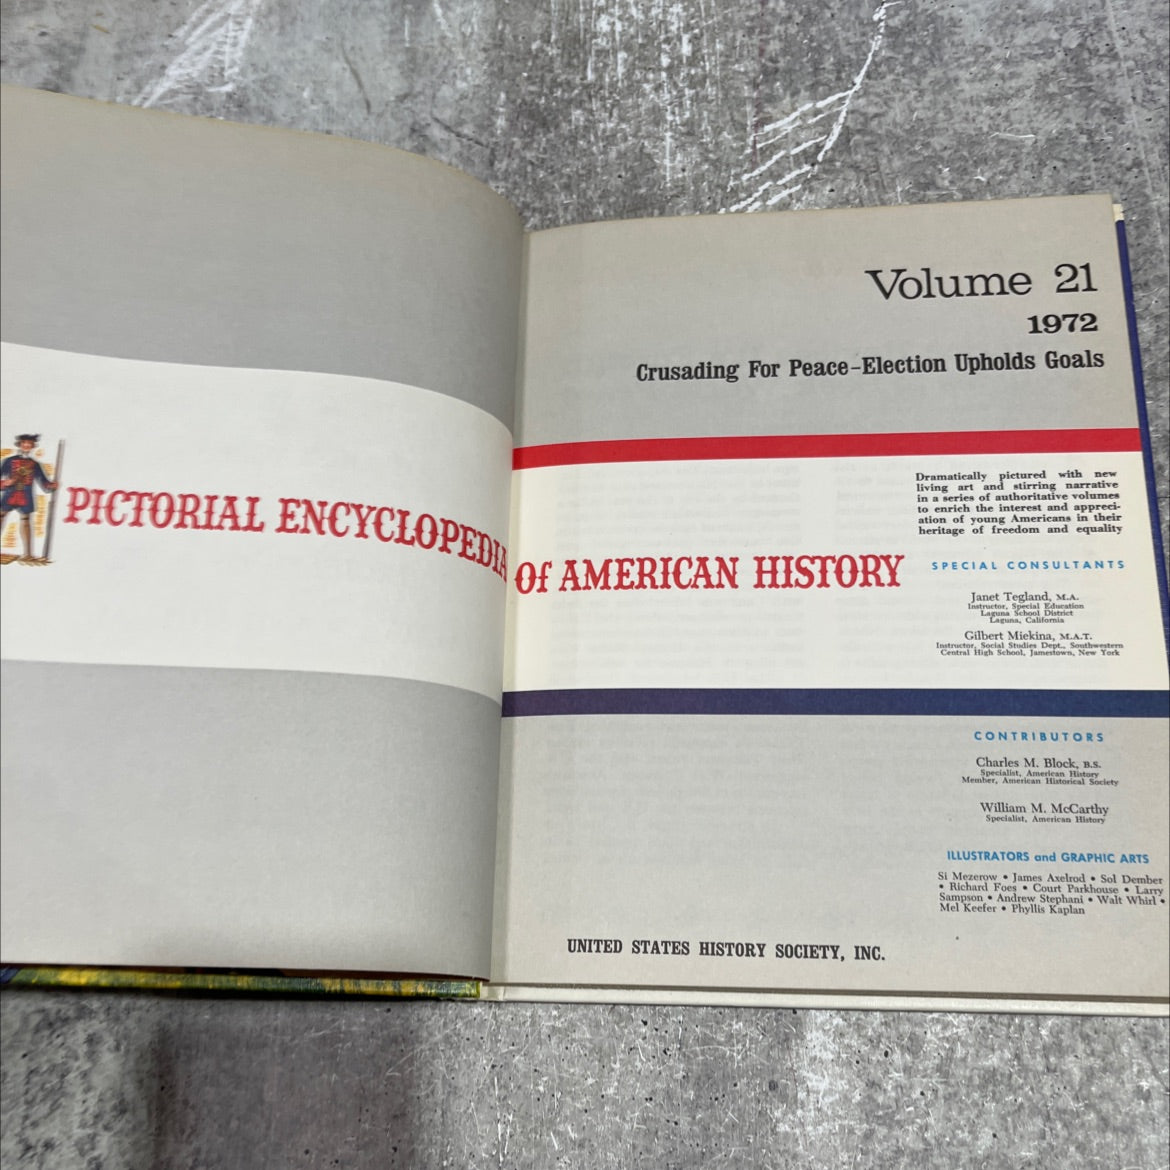 Volume 21
1972
Crusading For Peace–Election Upholds Goals
PICTORIAL ENCYCLOPEDIA Of AMERICAN HISTORY
Dramatically pictured with new
living art and stirring narrative
in a series of authoritative volumes
to enrich the interest and appreci-
ation of young Americans in their
heritage of freedom and equality
SPECIAL CONSULTANTS
Janet Tegland, M.A.
Instructor, Special Education
Laguna School District
Laguna, California
Gilbert Miekina, M.A.T.
Instructor, Social Studies Dept., Southwestern
Central High School, Jamestown, New York
CONTRIBUTORS
Charles M. Block, B.S.
Specialist, American History
Member, American Historical Society
William M. McCarthy
Specialist, American History
ILLUSTRATORS and GRAPHIC ARTS
Si Mezerow • James Axelrod • Sol Dember
• Richard Foes • Court Parkhouse • Larry
Sampson • Andrew Stephani • Walt Whirl •
Mel Keefer • Phyllis Kaplan
UNITED STATES HISTORY SOCIETY, INC.